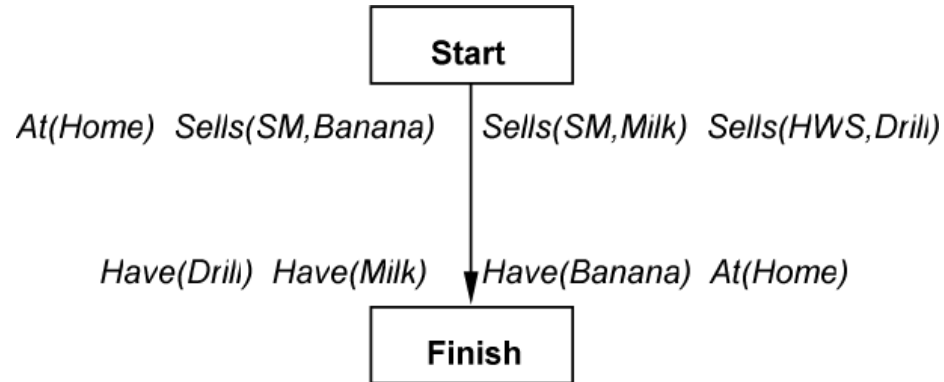 Start
At(Home) Sells(SM,Banana) Sells(SM,Milk) Sells(HWS,Drill)
Have(Drill) Have(Milk) Have(Banana) At(Home)
Finish